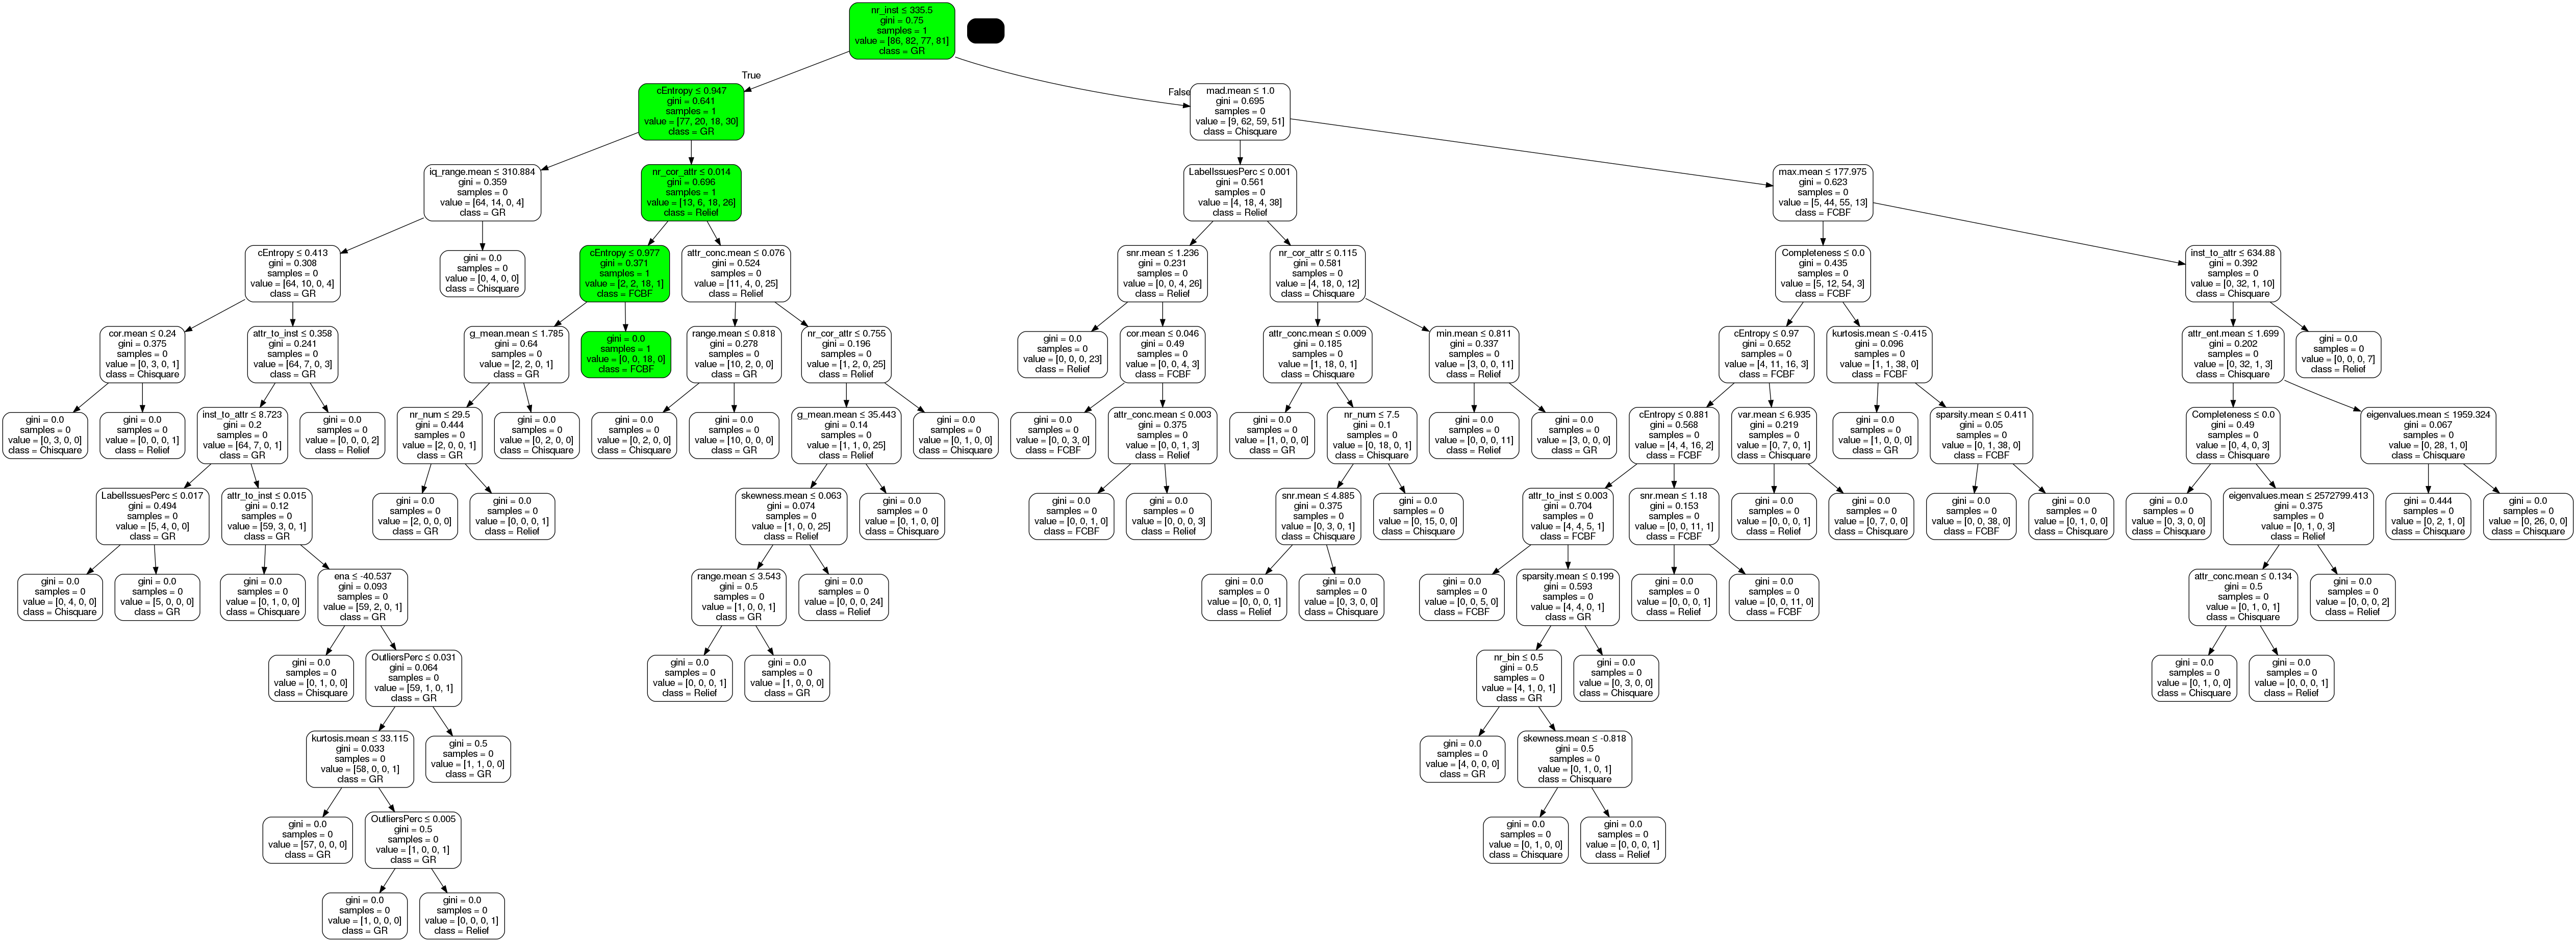 nr_inst ≤ 335.5
gini = 0.75
samples = 1
value = [86, 82, 77, 81]
class = GR
True
False
cEntropy ≤ 0.947
gini = 0.641
samples = 1
value = [77, 20, 18, 30]
class = GR
mad.mean ≤ 1.0
gini = 0.695
samples = 0
value = [9, 62, 59, 51]
class = Chisquare
iq_range.mean ≤ 310.884
gini = 0.359
samples = 0
value = [64, 14, 0, 4]
class = GR
nr_cor_attr ≤ 0.014
gini = 0.696
samples = 1
value = [13, 6, 18, 26]
class = Relief
LabelIssuesPerc ≤ 0.001
gini = 0.561
samples = 0
value = [4, 18, 4, 38]
class = Relief
max.mean ≤ 177.975
gini = 0.623
samples = 0
value = [5, 44, 55, 13]
class = FCBF
cEntropy ≤ 0.413
gini = 0.308
samples = 0
value = [64, 10, 0, 4]
class = GR
gini = 0.0
samples = 0
value = [0, 4, 0, 0]
class = Chisquare
cEntropy ≤ 0.977
gini = 0.371
samples = 1
value = [2, 2, 18, 1]
class = FCBF
attr_conc.mean ≤ 0.076
gini = 0.524
samples = 0
value = [11, 4, 0, 25]
class = Relief
snr.mean ≤ 1.236
gini = 0.231
samples = 0
value = [0, 0, 4, 26]
class = Relief
nr_cor_attr ≤ 0.115
gini = 0.581
samples = 0
value = [4, 18, 0, 12]
class = Chisquare
Completeness ≤ 0.0
gini = 0.435
samples = 0
value = [5, 12, 54, 3]
class = FCBF
inst_to_attr ≤ 634.88
gini = 0.392
samples = 0
value = [0, 32, 1, 10]
class = Chisquare
cor.mean ≤ 0.24
gini = 0.375
samples = 0
value = [0, 3, 0, 1]
class = Chisquare
attr_to_inst ≤ 0.358
gini = 0.241
samples = 0
value = [64, 7, 0, 3]
class = GR
g_mean.mean ≤ 1.785
gini = 0.64
samples = 0
value = [2, 2, 0, 1]
class = GR
gini = 0.0
samples = 1
value = [0, 0, 18, 0]
class = FCBF
range.mean ≤ 0.818
gini = 0.278
samples = 0
value = [10, 2, 0, 0]
class = GR
nr_cor_attr ≤ 0.755
gini = 0.196
samples = 0
value = [1, 2, 0, 25]
class = Relief
gini = 0.0
samples = 0
value = [0, 0, 0, 23]
class = Relief
cor.mean ≤ 0.046
gini = 0.49
samples = 0
value = [0, 0, 4, 3]
class = FCBF
attr_conc.mean ≤ 0.009
gini = 0.185
samples = 0
value = [1, 18, 0, 1]
class = Chisquare
min.mean ≤ 0.811
gini = 0.337
samples = 0
value = [3, 0, 0, 11]
class = Relief
cEntropy ≤ 0.97
gini = 0.652
samples = 0
value = [4, 11, 16, 3]
class = FCBF
kurtosis.mean ≤ -0.415
gini = 0.096
samples = 0
value = [1, 1, 38, 0]
class = FCBF
attr_ent.mean ≤ 1.699
gini = 0.202
samples = 0
value = [0, 32, 1, 3]
class = Chisquare
gini = 0.0
samples = 0
value = [0, 0, 0, 7]
class = Relief
gini = 0.0
samples = 0
value = [0, 3, 0, 0]
class = Chisquare
gini = 0.0
samples = 0
value = [0, 0, 0, 1]
class = Relief
inst_to_attr ≤ 8.723
gini = 0.2
samples = 0
value = [64, 7, 0, 1]
class = GR
gini = 0.0
samples = 0
value = [0, 0, 0, 2]
class = Relief
nr_num ≤ 29.5
gini = 0.444
samples = 0
value = [2, 0, 0, 1]
class = GR
gini = 0.0
samples = 0
value = [0, 2, 0, 0]
class = Chisquare
gini = 0.0
samples = 0
value = [0, 2, 0, 0]
class = Chisquare
gini = 0.0
samples = 0
value = [10, 0, 0, 0]
class = GR
g_mean.mean ≤ 35.443
gini = 0.14
samples = 0
value = [1, 1, 0, 25]
class = Relief
gini = 0.0
samples = 0
value = [0, 1, 0, 0]
class = Chisquare
gini = 0.0
samples = 0
value = [0, 0, 3, 0]
class = FCBF
attr_conc.mean ≤ 0.003
gini = 0.375
samples = 0
value = [0, 0, 1, 3]
class = Relief
gini = 0.0
samples = 0
value = [1, 0, 0, 0]
class = GR
nr_num ≤ 7.5
gini = 0.1
samples = 0
value = [0, 18, 0, 1]
class = Chisquare
gini = 0.0
samples = 0
value = [0, 0, 0, 11]
class = Relief
gini = 0.0
samples = 0
value = [3, 0, 0, 0]
class = GR
cEntropy ≤ 0.881
gini = 0.568
samples = 0
value = [4, 4, 16, 2]
class = FCBF
var.mean ≤ 6.935
gini = 0.219
samples = 0
value = [0, 7, 0, 1]
class = Chisquare
gini = 0.0
samples = 0
value = [1, 0, 0, 0]
class = GR
sparsity.mean ≤ 0.411
gini = 0.05
samples = 0
value = [0, 1, 38, 0]
class = FCBF
Completeness ≤ 0.0
gini = 0.49
samples = 0
value = [0, 4, 0, 3]
class = Chisquare
eigenvalues.mean ≤ 1959.324
gini = 0.067
samples = 0
value = [0, 28, 1, 0]
class = Chisquare
LabelIssuesPerc ≤ 0.017
gini = 0.494
samples = 0
value = [5, 4, 0, 0]
class = GR
attr_to_inst ≤ 0.015
gini = 0.12
samples = 0
value = [59, 3, 0, 1]
class = GR
gini = 0.0
samples = 0
value = [2, 0, 0, 0]
class = GR
gini = 0.0
samples = 0
value = [0, 0, 0, 1]
class = Relief
skewness.mean ≤ 0.063
gini = 0.074
samples = 0
value = [1, 0, 0, 25]
class = Relief
gini = 0.0
samples = 0
value = [0, 1, 0, 0]
class = Chisquare
gini = 0.0
samples = 0
value = [0, 0, 1, 0]
class = FCBF
gini = 0.0
samples = 0
value = [0, 0, 0, 3]
class = Relief
snr.mean ≤ 4.885
gini = 0.375
samples = 0
value = [0, 3, 0, 1]
class = Chisquare
gini = 0.0
samples = 0
value = [0, 15, 0, 0]
class = Chisquare
attr_to_inst ≤ 0.003
gini = 0.704
samples = 0
value = [4, 4, 5, 1]
class = FCBF
snr.mean ≤ 1.18
gini = 0.153
samples = 0
value = [0, 0, 11, 1]
class = FCBF
gini = 0.0
samples = 0
value = [0, 0, 0, 1]
class = Relief
gini = 0.0
samples = 0
value = [0, 7, 0, 0]
class = Chisquare
gini = 0.0
samples = 0
value = [0, 0, 38, 0]
class = FCBF
gini = 0.0
samples = 0
value = [0, 1, 0, 0]
class = Chisquare
gini = 0.0
samples = 0
value = [0, 3, 0, 0]
class = Chisquare
eigenvalues.mean ≤ 2572799.413
gini = 0.375
samples = 0
value = [0, 1, 0, 3]
class = Relief
gini = 0.444
samples = 0
value = [0, 2, 1, 0]
class = Chisquare
gini = 0.0
samples = 0
value = [0, 26, 0, 0]
class = Chisquare
gini = 0.0
samples = 0
value = [0, 4, 0, 0]
class = Chisquare
gini = 0.0
samples = 0
value = [5, 0, 0, 0]
class = GR
gini = 0.0
samples = 0
value = [0, 1, 0, 0]
class = Chisquare
ena ≤ -40.537
gini = 0.093
samples = 0
value = [59, 2, 0, 1]
class = GR
range.mean ≤ 3.543
gini = 0.5
samples = 0
value = [1, 0, 0, 1]
class = GR
gini = 0.0
samples = 0
value = [0, 0, 0, 24]
class = Relief
gini = 0.0
samples = 0
value = [0, 0, 0, 1]
class = Relief
gini = 0.0
samples = 0
value = [0, 3, 0, 0]
class = Chisquare
gini = 0.0
samples = 0
value = [0, 0, 5, 0]
class = FCBF
sparsity.mean ≤ 0.199
gini = 0.593
samples = 0
value = [4, 4, 0, 1]
class = GR
gini = 0.0
samples = 0
value = [0, 0, 0, 1]
class = Relief
gini = 0.0
samples = 0
value = [0, 0, 11, 0]
class = FCBF
attr_conc.mean ≤ 0.134
gini = 0.5
samples = 0
value = [0, 1, 0, 1]
class = Chisquare
gini = 0.0
samples = 0
value = [0, 0, 0, 2]
class = Relief
gini = 0.0
samples = 0
value = [0, 1, 0, 0]
class = Chisquare
OutliersPerc ≤ 0.031
gini = 0.064
samples = 0
value = [59, 1, 0, 1]
class = GR
gini = 0.0
samples = 0
value = [0, 0, 0, 1]
class = Relief
gini = 0.0
samples = 0
value = [1, 0, 0, 0]
class = GR
nr_bin ≤ 0.5
gini = 0.5
samples = 0
value = [4, 1, 0, 1]
class = GR
gini = 0.0
samples = 0
value = [0, 3, 0, 0]
class = Chisquare
gini = 0.0
samples = 0
value = [0, 1, 0, 0]
class = Chisquare
gini = 0.0
samples = 0
value = [0, 0, 0, 1]
class = Relief
kurtosis.mean ≤ 33.115
gini = 0.033
samples = 0
value = [58, 0, 0, 1]
class = GR
gini = 0.5
samples = 0
value = [1, 1, 0, 0]
class = GR
gini = 0.0
samples = 0
value = [4, 0, 0, 0]
class = GR
skewness.mean ≤ -0.818
gini = 0.5
samples = 0
value = [0, 1, 0, 1]
class = Chisquare
gini = 0.0
samples = 0
value = [57, 0, 0, 0]
class = GR
OutliersPerc ≤ 0.005
gini = 0.5
samples = 0
value = [1, 0, 0, 1]
class = GR
gini = 0.0
samples = 0
value = [0, 1, 0, 0]
class = Chisquare
gini = 0.0
samples = 0
value = [0, 0, 0, 1]
class = Relief
gini = 0.0
samples = 0
value = [1, 0, 0, 0]
class = GR
gini = 0.0
samples = 0
value = [0, 0, 0, 1]
class = Relief